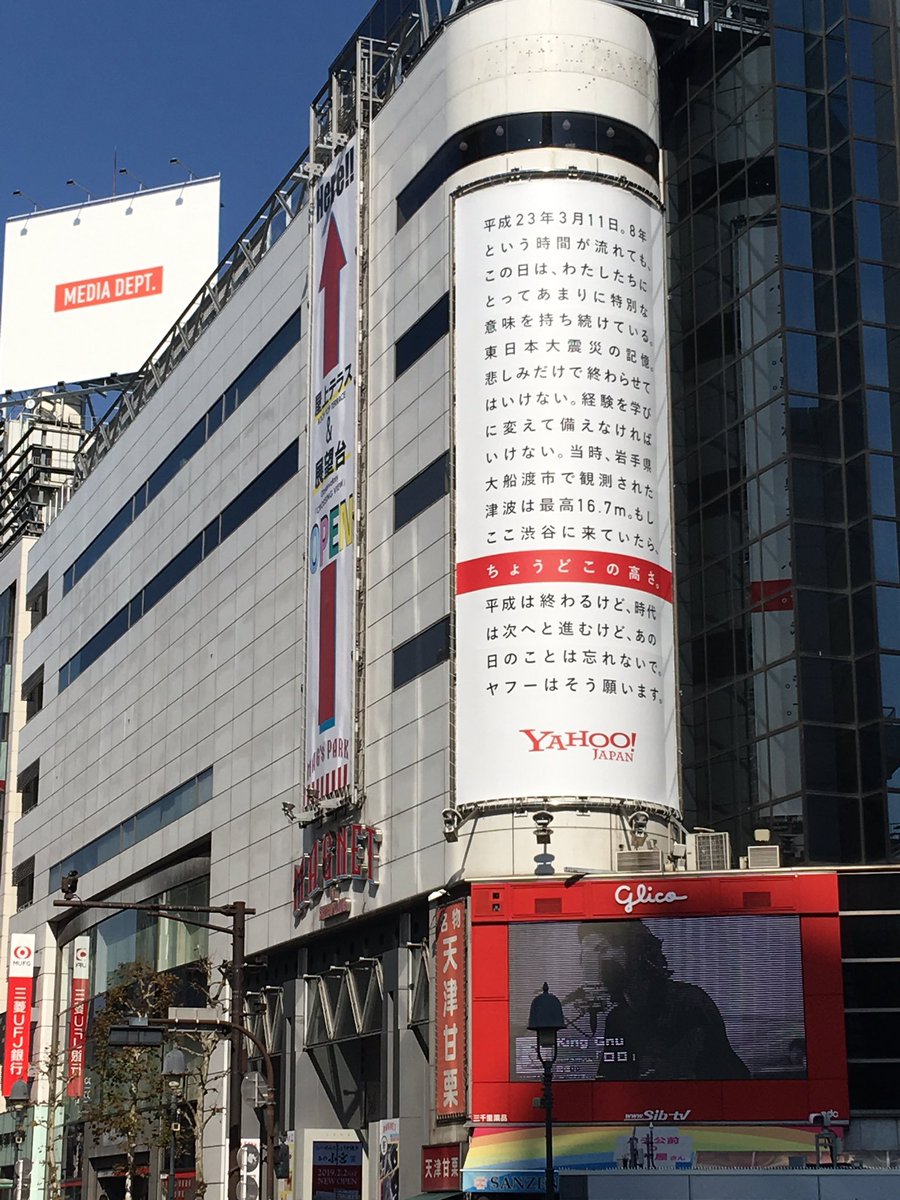 MEDIA DEPT.
Here!!
屋上テラス
&
展望台
OPEN
MAG's PARK
平成23年3月11日。8年
という時間が流れても、
この日は、わたしたちに
とってあまりに特別な
意味を持ち続けている。
東日本大震災の記憶。
悲しみだけで終わらせて
はいけない。経験を学び
に変えて備えなければ
いけない。当時、岩手県
大船渡市で観測された
津波は最高16.7m。もし
ここ渋谷に来ていたら、
ちょうどこの高さ。
平成は終わるけど、時代
は次へと進むけど、あの
日のことは忘れないで。
ヤフーはそう願います。
YAHOO!
JAPAN
MAGNET
Glico
名物
天津甘栗
King Gnu
三千里薬品
www.Sib-tv
MUFG
三菱UFJ銀行
三菱UFJ銀行
天津甘栗
NEW OPEN